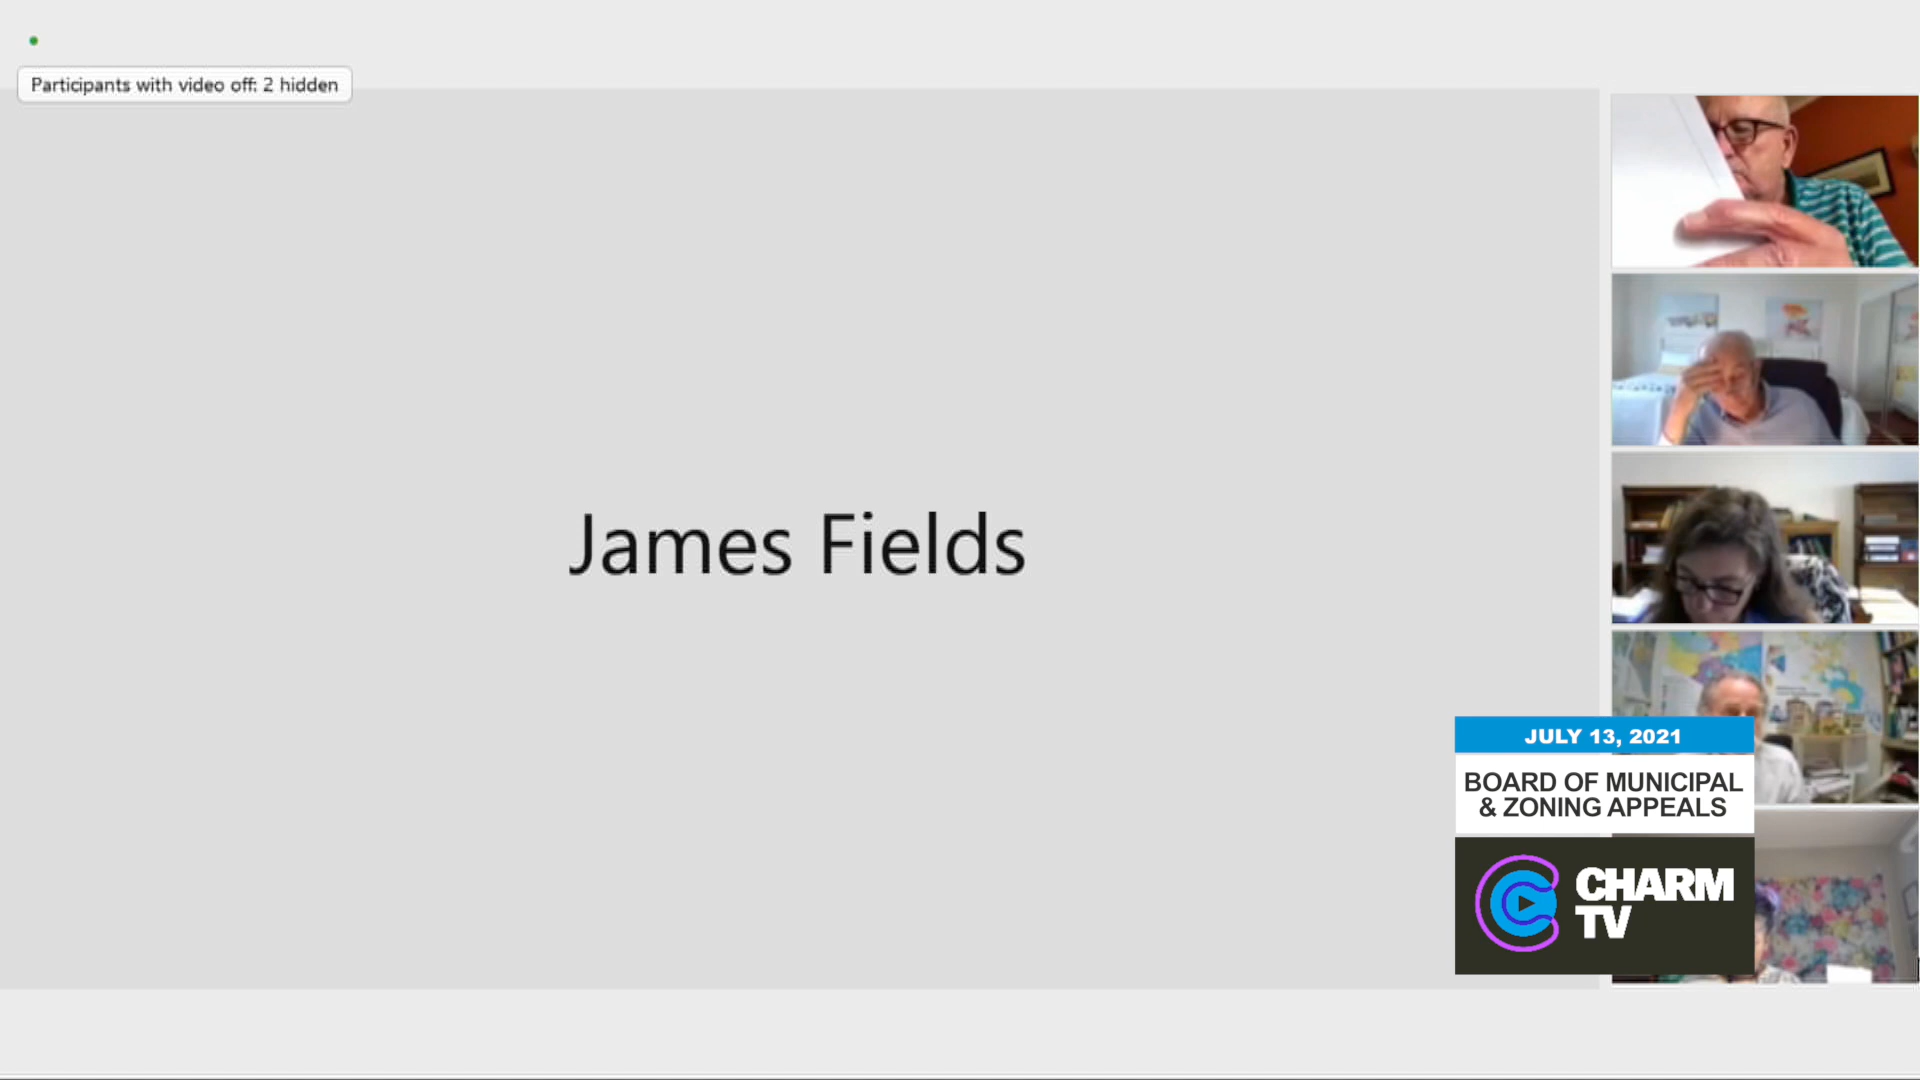 Participants with video off: 2 hidden
James Fields
JULY 13, 2021
BOARD OF MUNICIPAL
& ZONING APPEALS
CHARM
TV